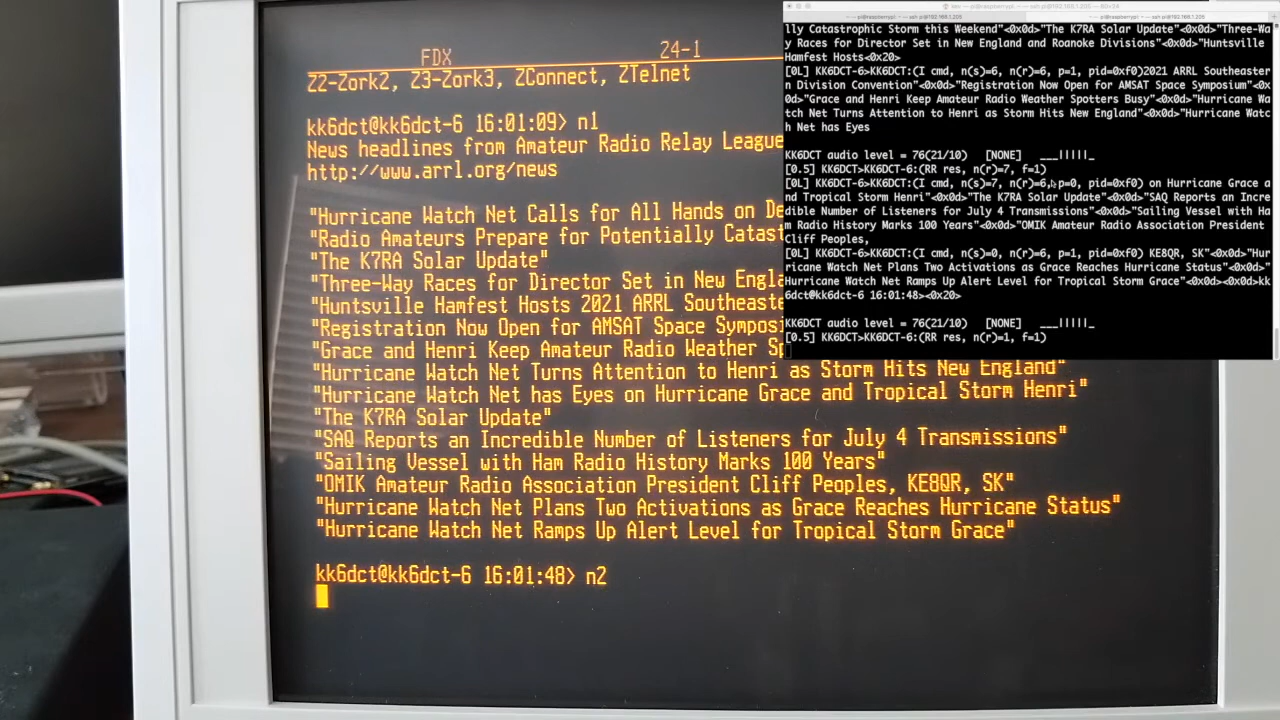 FDX 24-1
Z2-Zork2, Z3-Zork3, ZConnect, ZTelnet
kk6dct@kk6dct-6 16:01:09> n1
News headlines from Amateur Radio Relay League
http://www.arrl.org/news
"Hurricane Watch Net Calls for All Hands on De
"Radio Amateurs Prepare for Potentially Catast
"The K7RA Solar Update"
"Three-Way Races for Director Set in New Engla
"Huntsville Hamfest Hosts 2021 ARRL Southeaste
"Registration Now Open for AMSAT Space Symposi
"Grace and Henri Keep Amateur Radio Weather Sp
"Hurricane Watch Net Turns Attention to Henri as Storm Hits New England"
"Hurricane Watch Net has Eyes on Hurricane Grace and Tropical Storm Henri"
"The K7RA Solar Update"
"SAQ Reports an Incredible Number of Listeners for July 4 Transmissions"
"Sailing Vessel with Ham Radio History Marks 100 Years"
"OMIK Amateur Radio Association President Cliff Peoples, KE8QR, SK"
"Hurricane Watch Net Plans Two Activations as Grace Reaches Hurricane Status"
"Hurricane Watch Net Ramps Up Alert Level for Tropical Storm Grace"
kk6dct@kk6dct-6 16:01:48> n2
lly Catastrophic Storm this Weekend"<0x0d>"The K7RA Solar Update"<0x0d>"Three-Wa
y Races for Director Set in New England and Roanoke Divisions"<0x0d>"Huntsville
Hamfest Hosts<0x20>
[0L] KK6DCT-6>KK6DCT:(I cmd, n(s)=6, n(r)=6, p=1, pid=0xf0)2021 ARRL Southeaster
n Division Convention"<0x0d>"Registration Now Open for AMSAT Space Symposium"<0x
0d>"Grace and Henri Keep Amateur Radio Weather Spotters Busy"<0x0d>"Hurricane Wa
tch Net Turns Attention to Henri as Storm Hits New England"<0x0d>"Hurricane Watc
h Net has Eyes
KK6DCT audio level = 76(21/10) [NONE] ___|||||_
[0.5] KK6DCT>KK6DCT-6:(RR res, n(r)=7, f=1)
[0L] KK6DCT-6>KK6DCT:(I cmd, n(s)=7, n(r)=6, p=0, pid=0xf0) on Hurricane Grace a
nd Tropical Storm Henri"<0x0d>"The K7RA Solar Update"<0x0d>"SAQ Reports an Incre
dible Number of Listeners for July 4 Transmissions"<0x0d>"Sailing Vessel with Ha
m Radio History Marks 100 Years"<0x0d>"OMIK Amateur Radio Association President
Cliff Peoples,
[0L] KK6DCT-6>KK6DCT:(I cmd, n(s)=0, n(r)=6, p=1, pid=0xf0) KE8QR, SK"<0x0d>"Hur
ricane Watch Net Plans Two Activations as Grace Reaches Hurricane Status"<0x0d>"
Hurricane Watch Net Ramps Up Alert Level for Tropical Storm Grace"<0x0d><0x0d>kk
6dct@kk6dct-6 16:01:48><0x20>
KK6DCT audio level = 76(21/10) [NONE] ___|||||_
[0.5] KK6DCT>KK6DCT-6:(RR res, n(r)=1, f=1)